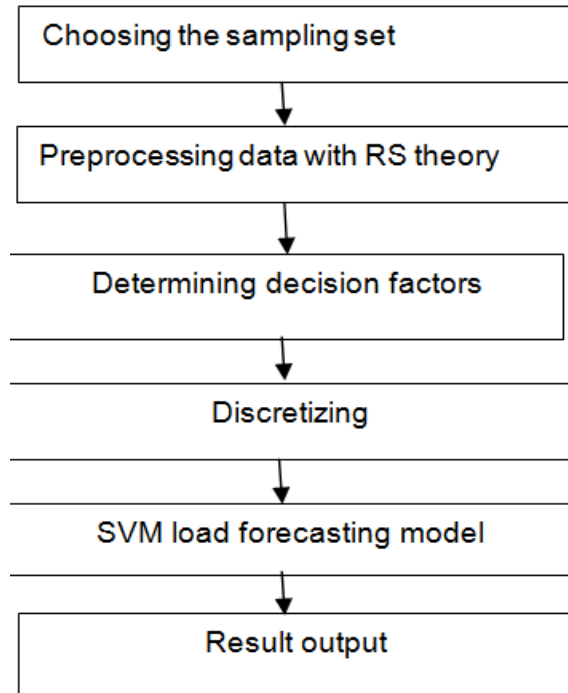 Choosing the sampling set
Preprocessing data with RS theory
Determining decision factors
Discretizing
SVM load forecasting model
Result output